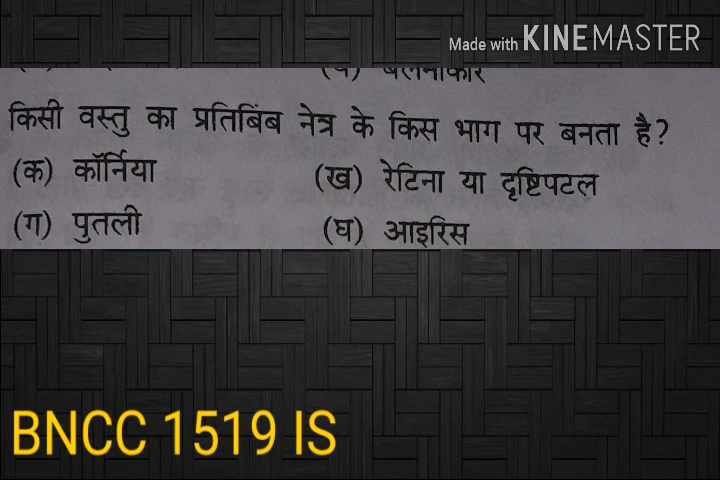 Made with KINEMASTER
किसी वस्तु का प्रतिबिंब नेत्र के किस भाग पर बनता है?
(क) कॉर्निया (ख) रेटिना या दृष्टिपटल
(ग) पुतली (घ) आइरिस
BNCC 1519 IS